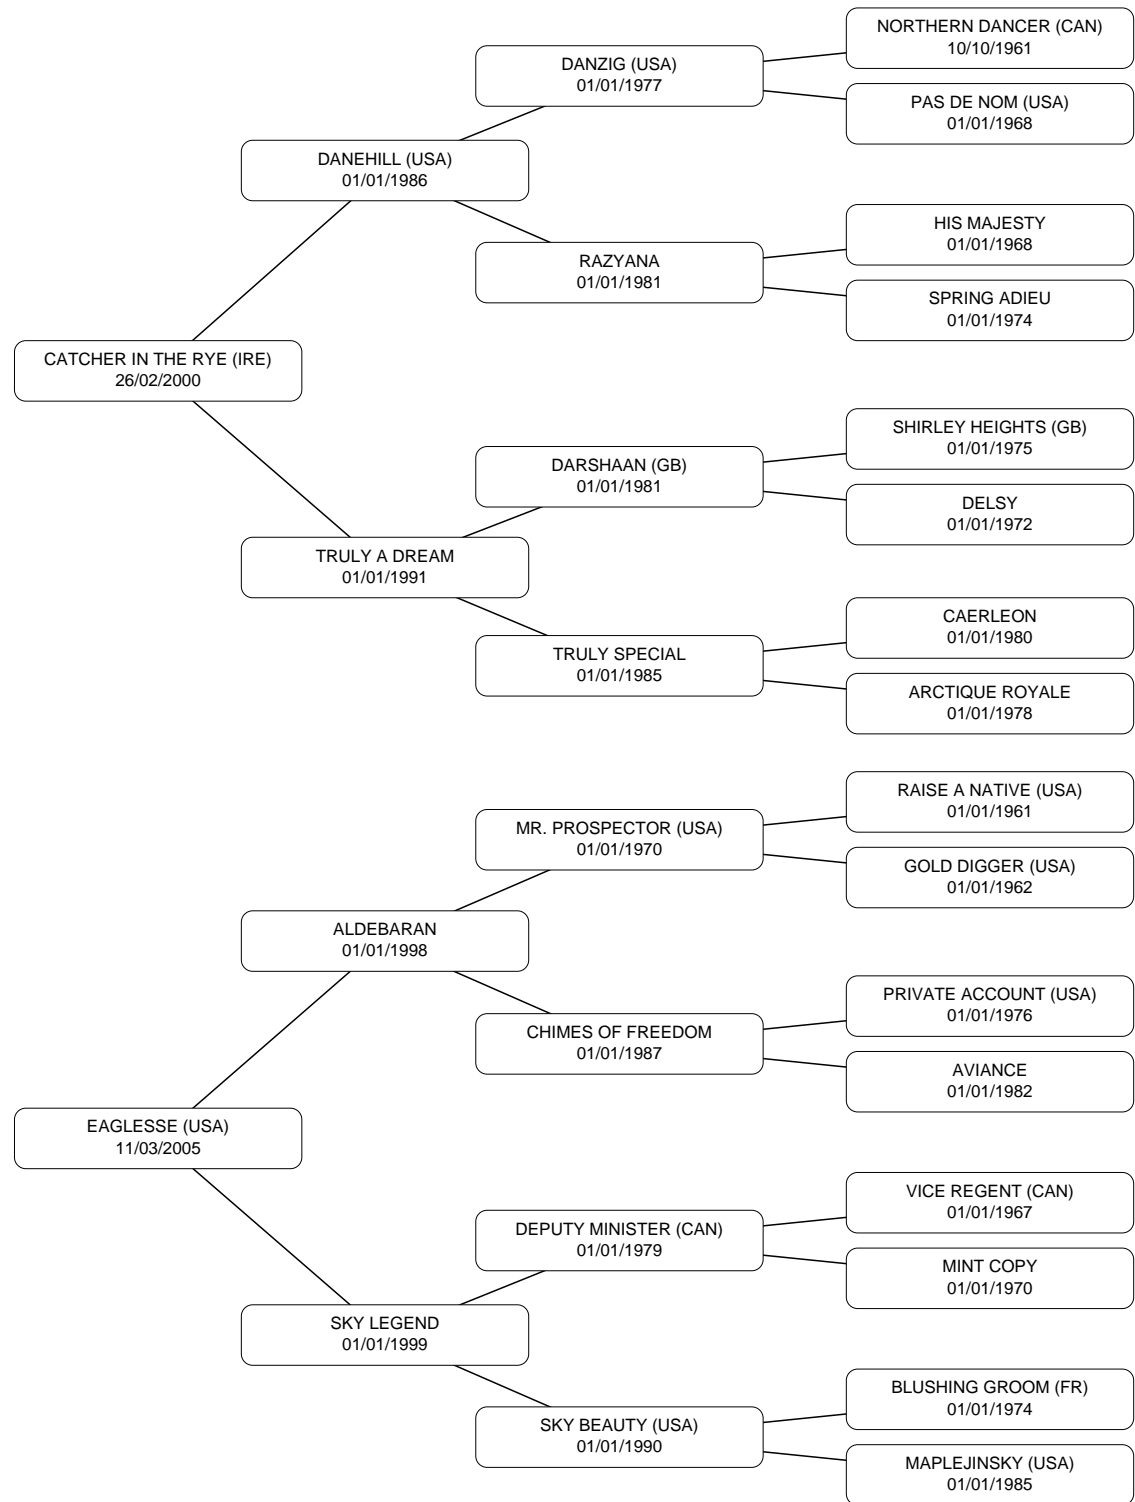 NORTHERN DANCER (CAN)
10/10/1961
DANZIG (USA)
01/01/1977
PAS DE NOM (USA)
01/01/1968
DANEHILL (USA)
01/01/1986
HIS MAJESTY
01/01/1968
RAZYANA
01/01/1981
SPRING ADIEU
01/01/1974
CATCHER IN THE RYE (IRE)
26/02/2000
SHIRLEY HEIGHTS (GB)
01/01/1975
DARSHAAN (GB)
01/01/1981
DELSY
01/01/1972
TRULY A DREAM
01/01/1991
CAERLEON
01/01/1980
TRULY SPECIAL
01/01/1985
ARCTIQUE ROYALE
01/01/1978
RAISE A NATIVE (USA)
01/01/1961
MR. PROSPECTOR (USA)
01/01/1970
GOLD DIGGER (USA)
01/01/1962
ALDEBARAN
01/01/1998
PRIVATE ACCOUNT (USA)
01/01/1976
CHIMES OF FREEDOM
01/01/1987
AVIANCE
01/01/1982
EAGLESSE (USA)
11/03/2005
VICE REGENT (CAN)
01/01/1967
DEPUTY MINISTER (CAN)
01/01/1979
MINT COPY
01/01/1970
SKY LEGEND
01/01/1999
BLUSHING GROOM (FR)
01/01/1974
SKY BEAUTY (USA)
01/01/1990
MAPLEJINSKY (USA)
01/01/1985